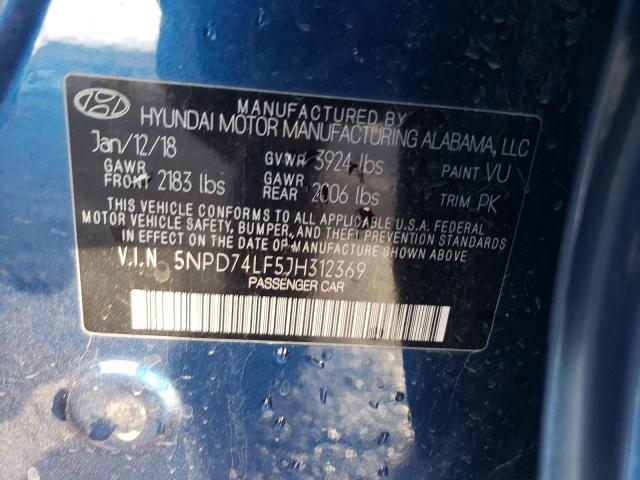 MANUFACTURED BY
HYUNDAI MOTOR MANUFACTURING ALABAMA, LLC
Jan/12/18 GVWR 3924 lbs PAINT VU
GAWR FRONT 2183 lbs GAWR REAR 2006 lbs TRIM PK
THIS VEHICLE CONFORMS TO ALL APPLICABLE U.S.A. FEDERAL
MOTOR VEHICLE SAFETY, BUMPER, AND THEFT PREVENTION STANDARDS
IN EFFECT ON THE DATE OF MANUFACTURE SHOWN ABOVE.
V.I.N 5NPD74LF5JH312369
PASSENGER CAR